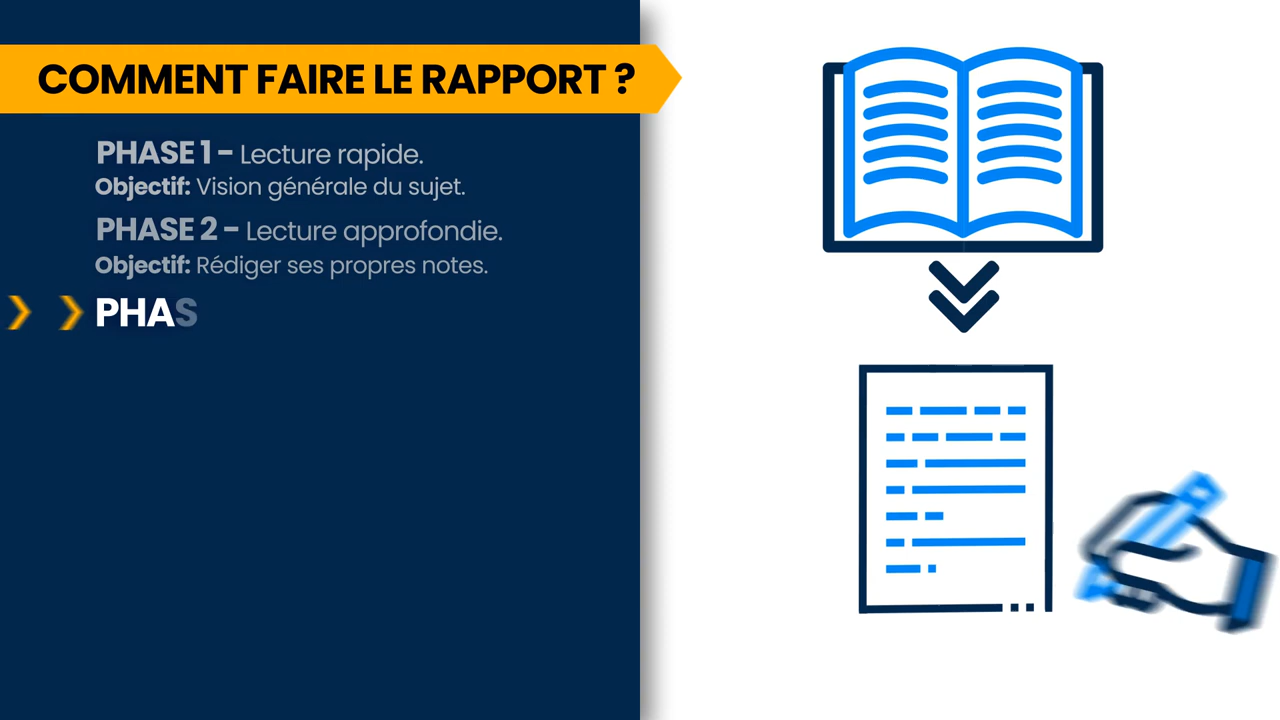 COMMENT FAIRE LE RAPPORT ?
PHASE 1 – Lecture rapide.
Objectif: Vision générale du sujet.
PHASE 2 – Lecture approfondie.
Objectif: Rédiger ses propres notes.
PHAS